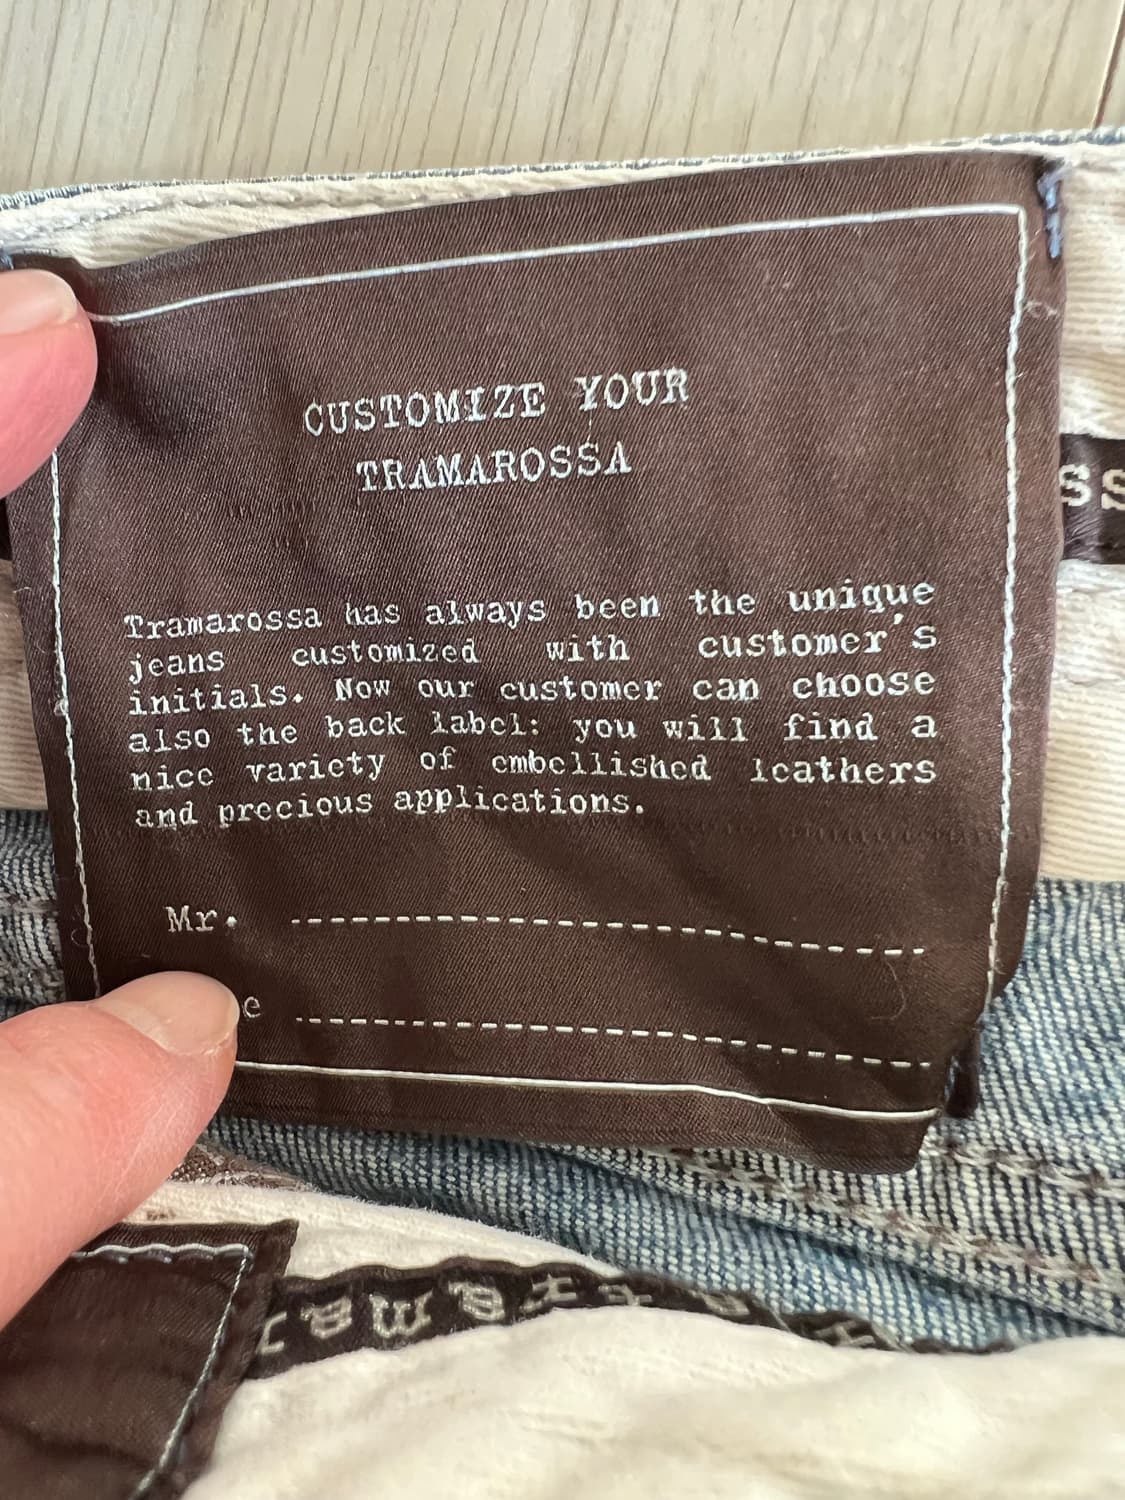 CUSTOMIZE YOUR
TRAMAROSSA
Tramarossa has always been the unique
jeans customized with customer's
initials. Now our customer can choose
also the back label: you will find a
nice variety of embellished leathers
and precious applications.
Mr.